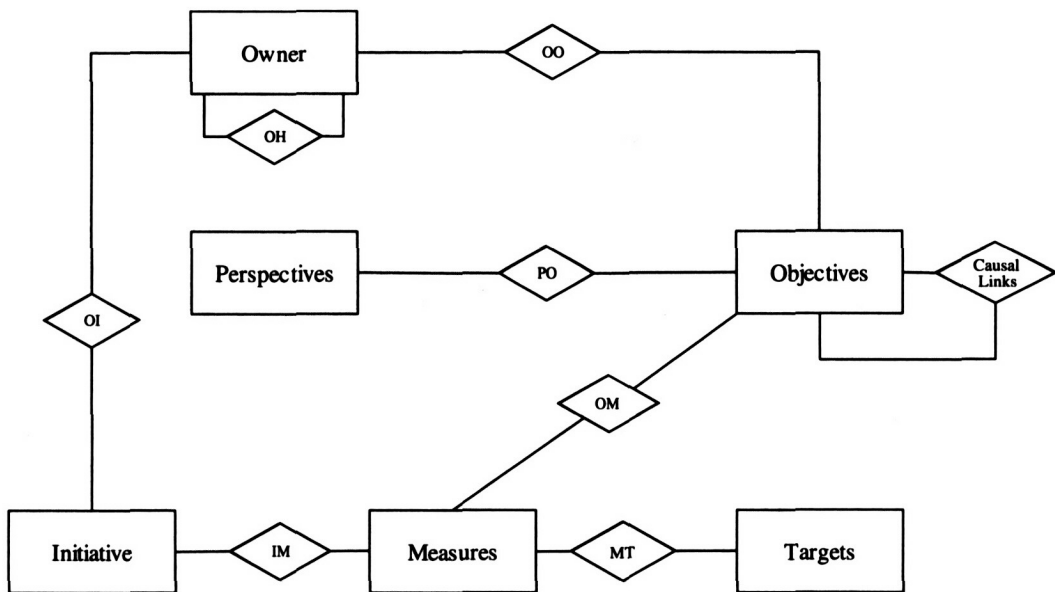 Owner
OO
OH
Perspectives
PO
Objectives
Causal
Links
OI
OM
Initiative
IM
Measures
MT
Targets